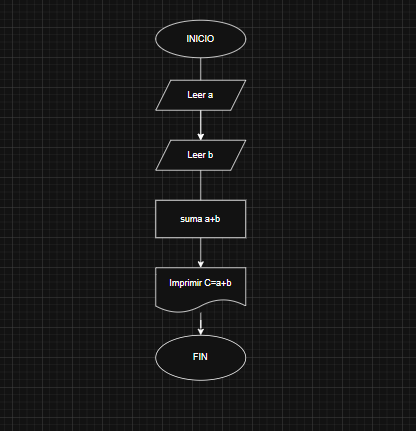 INICIO
Leer a
Leer b
suma a+b
Imprimir C=a+b
FIN